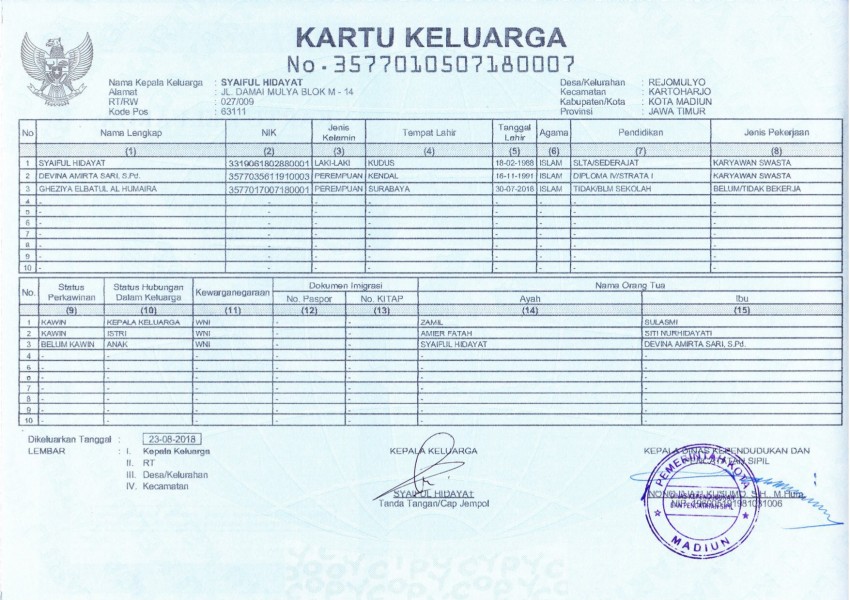 KARTU KELUARGA
No. 3577010507180007
Nama Kepala Keluarga : SYAIFUL HIDAYAT
Alamat : JL. DAMAI MULYA BLOK M - 14
RT/RW : 027/009
Kode Pos : 63111
Desa/Kelurahan : REJOMULYO
Kecamatan : KARTOHARJO
Kabupaten/Kota : KOTA MADIUN
Provinsi : JAWA TIMUR
No Nama Lengkap NIK Jenis Kelamin Tempat Lahir Tanggal Lahir Agama Pendidikan Jenis Pekerjaan
(1) (2) (3) (4) (5) (6) (7) (8)
1 SYAIFUL HIDAYAT 3319081802880001 LAKI-LAKI KUDUS 18-02-1988 ISLAM SLTA/SEDERAJAT KARYAWAN SWASTA
2 DEVINA AMIRTA SARI, S.Pd. 3577035611910003 PEREMPUAN KENDAL 16-11-1991 ISLAM DIPLOMA IV/STRATA I KARYAWAN SWASTA
3 GHEZIYA ELBATUL AL HUMAIRA 3577017007180001 PEREMPUAN SURABAYA 30-07-2018 ISLAM TIDAK/BLM SEKOLAH BELUM/TIDAK BEKERJA
4 - - - - - - - -
5 - - - - - - - -
6 - - - - - - - -
7 - - - - - - - -
8 - - - - - - - -
9 - - - - - - - -
10 - - - - - - - -
No. Status Perkawinan Status Hubungan Dalam Keluarga Kewarganegaraan Dokumen Imigrasi Nama Orang Tua
No. Paspor No. KITAP Ayah Ibu
(9) (10) (11) (12) (13) (14) (15)
1 KAWIN KEPALA KELUARGA WNI - - ZAMIL SULASMI
2 KAWIN ISTRI WNI - - AMIER FATAH SITI NURHIDAYATI
3 BELUM KAWIN ANAK WNI - - SYAIFUL HIDAYAT DEVINA AMIRTA SARI, S.Pd.
4 - - - - - - -
5 - - - - - - -
6 - - - - - - -
7 - - - - - - -
8 - - - - - - -
9 - - - - - - -
10 - - - - - - -
Dikeluarkan Tanggal : 23-08-2018
LEMBAR : I. Kepala Keluarga
II. RT
III. Desa/Kelurahan
IV. Kecamatan
KEPALA KELUARGA
SYAIFUL HIDAYAT
Tanda Tangan/Cap Jempol
KEPALA DINAS KEPENDUDUKAN DAN
PENCATATAN SIPIL
PEMERINTAH KOTA
MADIUN